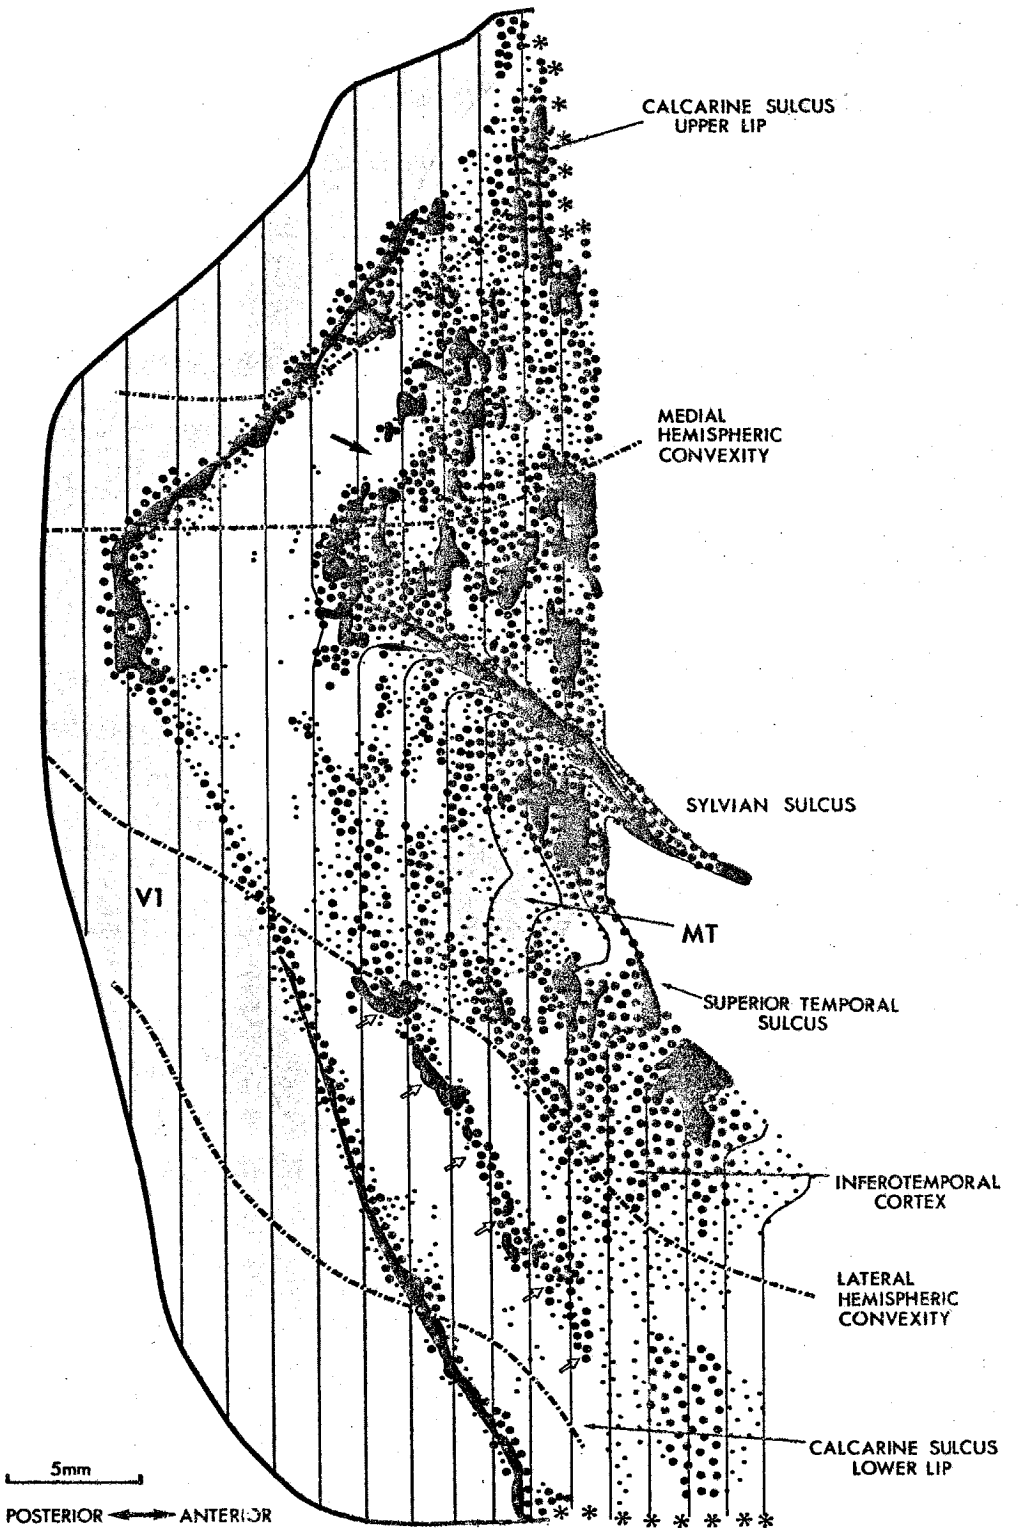 CALCARINE SULCUS
UPPER LIP
MEDIAL
HEMISPHERIC
CONVEXITY
SYLVIAN SULCUS
V1
MT
SUPERIOR TEMPORAL
SULCUS
INFEROTEMPORAL
CORTEX
LATERAL
HEMISPHERIC
CONVEXITY
CALCARINE SULCUS
LOWER LIP
5mm
POSTERIOR ANTERIOR